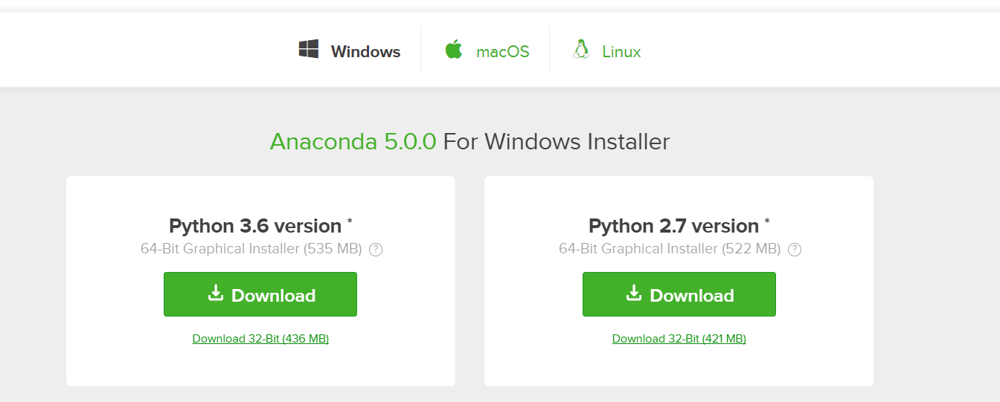 Windows
macOS
Linux
Anaconda 5.0.0 For Windows Installer
Python 3.6 version *
64-Bit Graphical Installer (535 MB) ?
Download
Download 32-Bit (436 MB)
Python 2.7 version *
64-Bit Graphical Installer (522 MB) ?
Download
Download 32-Bit (421 MB)